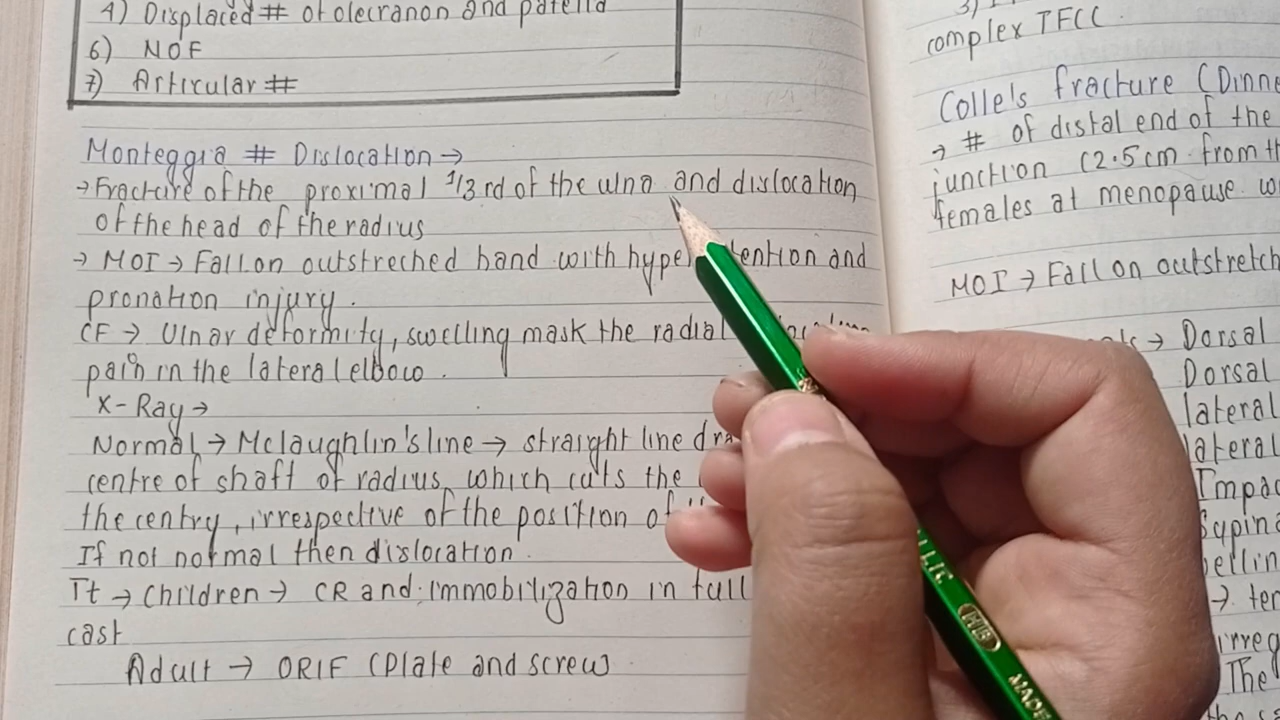 4) Displaced # of olecranon and patella
6) NOF
7) Articular #
Monteggia # Dislocation →
→ Fracture of the proximal 1/3rd of the ulna and dislocation
of the head of the radius
→ MOI → Fall on outstreched hand with hype tention and
pronation injury.
CF → Ulnar deformity, swelling mask the radial
pain in the lateral elbow.
X-Ray →
Normal → Mclaughlin's line → straight line dra
centre of shaft of radius, which cuts the
the centry, irrespective of the position of
If not normal then dislocation.
Tt → Children → CR and immobilization in full
cast
Adult → ORIF (Plate and screw)
3)
complex TFCC.
Colle's fracture (Dinne
→ # of distal end of the
junction (2.5cm from th
females at menopause w
MOI → Fall on outstretch
→ Dorsal
Dorsal
lateral
lateral
Impac
Supina
bellin
→ ter
irreg
The
HB
MADE